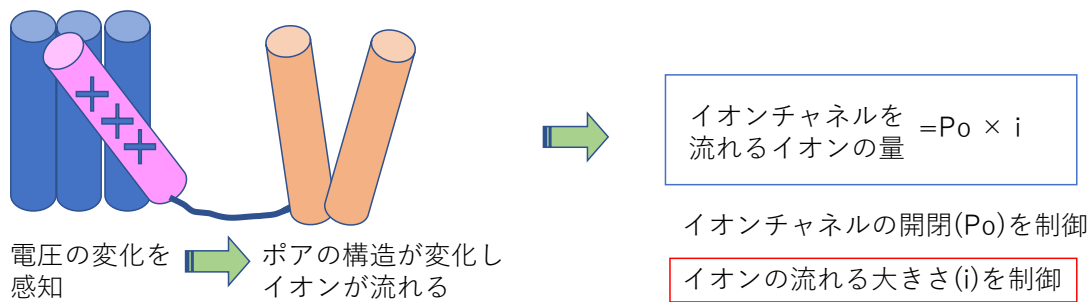 電圧の変化を
感知
ポアの構造が変化し
イオンが流れる
イオンチャネルを
流れるイオンの量
=Po × i
イオンチャネルの開閉(Po)を制御
イオンの流れる大きさ(i)を制御